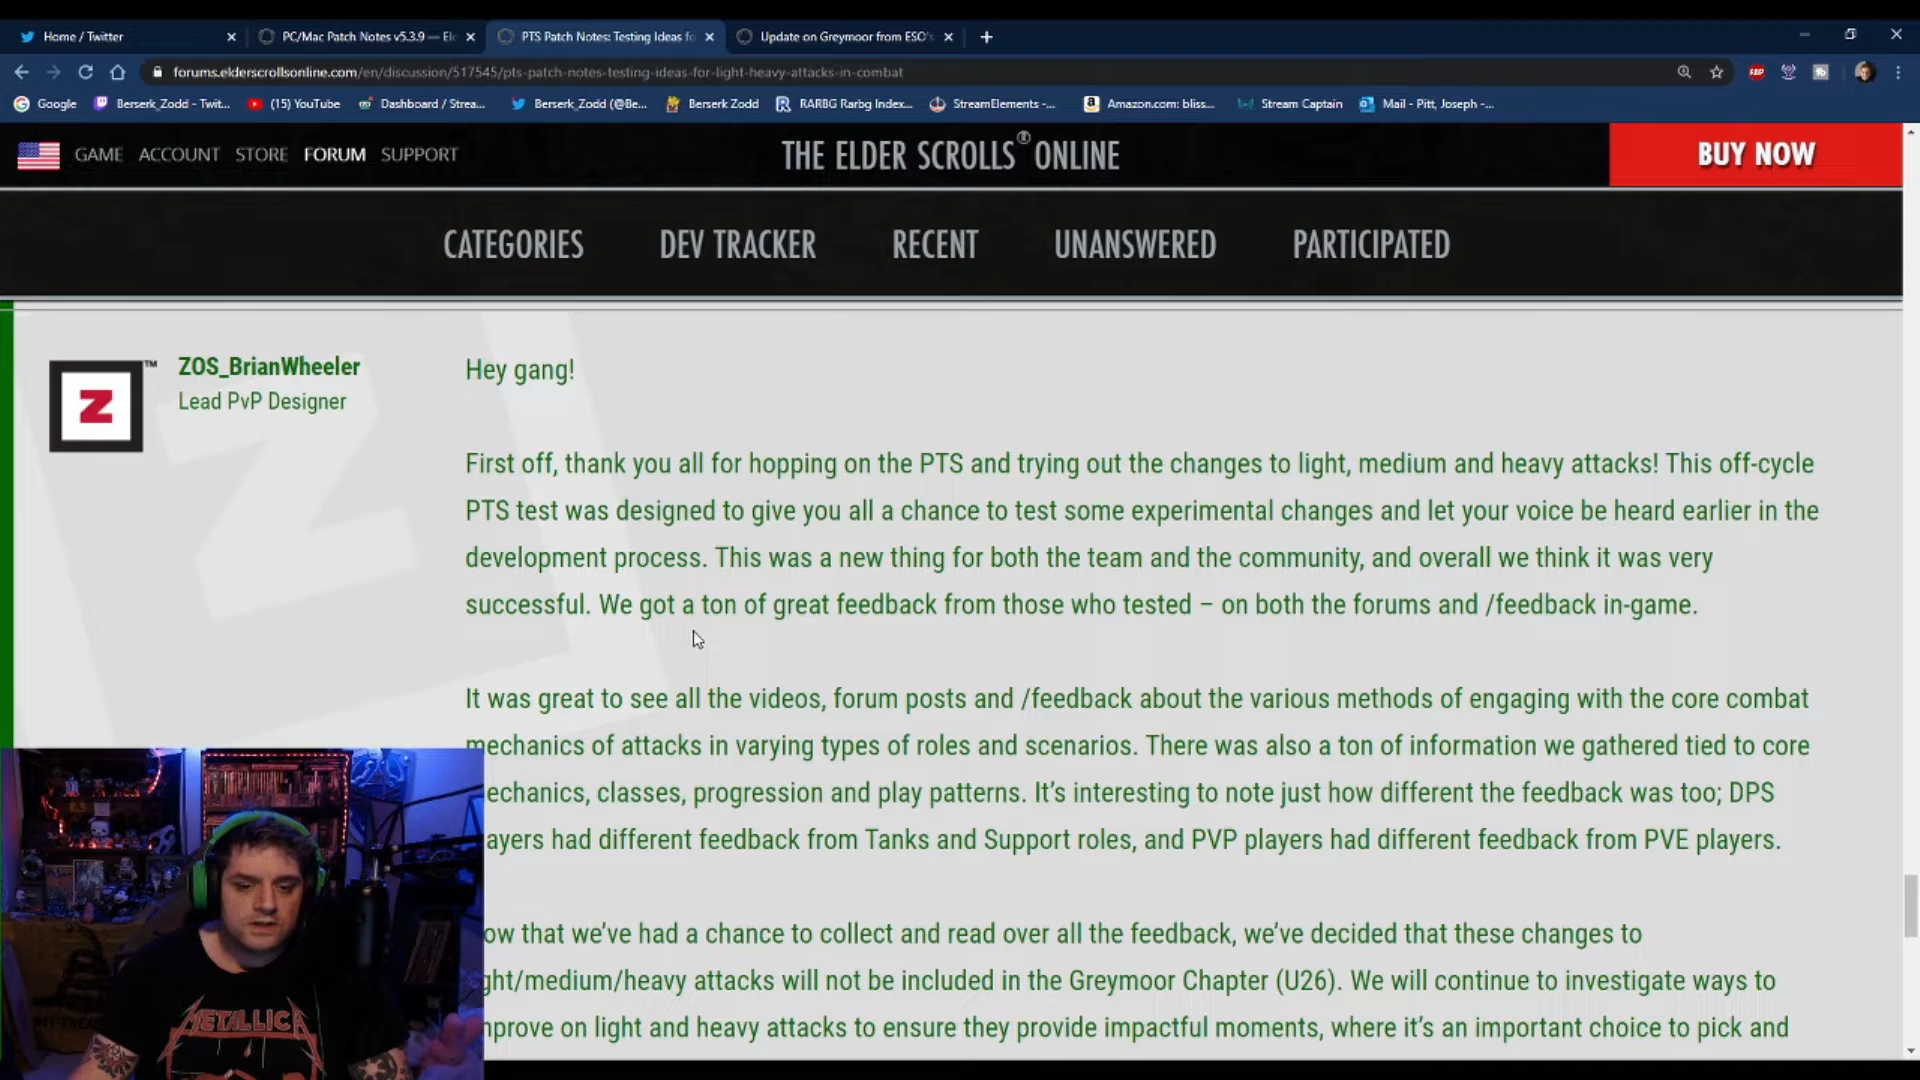 Home / Twitter
PC/Mac Patch Notes v5.3.9 — El
PTS Patch Notes: Testing Ideas fo
Update on Greymoor from ESO's
forums.elderscrollsonline.com/en/discussion/517545/pts-patch-notes-testing-ideas-for-light-heavy-attacks-in-combat
ABP
Google
Berserk_Zodd - Twit...
(15) YouTube
Dashboard / Strea...
Berserk_Zodd (@Be...
Berserk Zodd
RARBG Rarbg Index...
StreamElements -...
Amazon.com: bliss...
Stream Captain
Mail - Pitt, Joseph -...
GAME ACCOUNT STORE FORUM SUPPORT
THE ELDER SCROLLS® ONLINE
BUY NOW
CATEGORIES DEV TRACKER RECENT UNANSWERED PARTICIPATED
Z TM
ZOS_BrianWheeler
Lead PvP Designer
Hey gang!
First off, thank you all for hopping on the PTS and trying out the changes to light, medium and heavy attacks! This off-cycle
PTS test was designed to give you all a chance to test some experimental changes and let your voice be heard earlier in the
development process. This was a new thing for both the team and the community, and overall we think it was very
successful. We got a ton of great feedback from those who tested – on both the forums and /feedback in-game.
It was great to see all the videos, forum posts and /feedback about the various methods of engaging with the core combat
mechanics of attacks in varying types of roles and scenarios. There was also a ton of information we gathered tied to core
echanics, classes, progression and play patterns. It's interesting to note just how different the feedback was too; DPS
ayers had different feedback from Tanks and Support roles, and PVP players had different feedback from PVE players.
ow that we've had a chance to collect and read over all the feedback, we've decided that these changes to
ght/medium/heavy attacks will not be included in the Greymoor Chapter (U26). We will continue to investigate ways to
mprove on light and heavy attacks to ensure they provide impactful moments, where it's an important choice to pick and
METALLICA